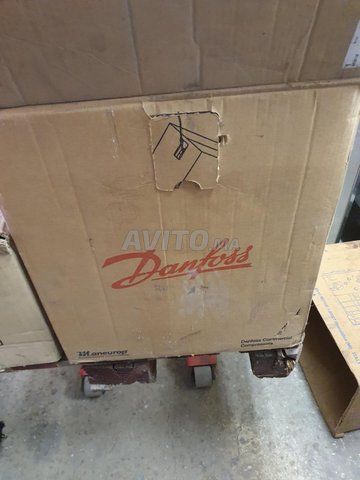 AVITO.ma
Danfoss
Maneurop
Danfoss Commercial
Compressors